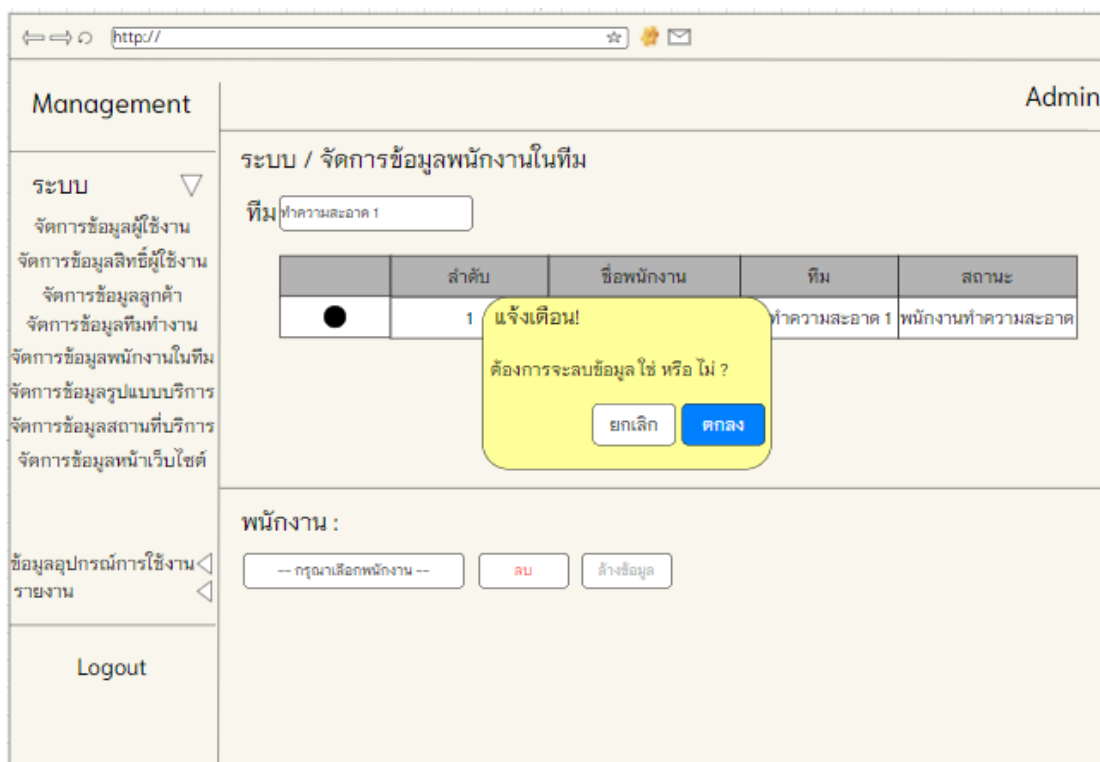 http://
Management
Admin
ระบบ / จัดการข้อมูลพนักงานในทีม
ระบบ
ทีม
ทำความสะอาด 1
จัดการข้อมูลผู้ใช้งาน
จัดการข้อมูลสิทธิ์ผู้ใช้งาน
จัดการข้อมูลลูกค้า
จัดการข้อมูลทีมทำงาน
จัดการข้อมูลพนักงานในทีม
จัดการข้อมูลรูปแบบบริการ
จัดการข้อมูลสถานที่บริการ
จัดการข้อมูลหน้าเว็บไซต์
ข้อมูลอุปกรณ์การใช้งาน
รายงาน
Logout
ลำดับ ชื่อพนักงาน ทีม สถานะ
1 ทำความสะอาด 1 พนักงานทำความสะอาด
แจ้งเตือน!
ต้องการจะลบข้อมูล ใช่ หรือ ไม่ ?
ยกเลิก ตกลง
พนักงาน :
-- กรุณาเลือกพนักงาน -- ลบ ล้างข้อมูล